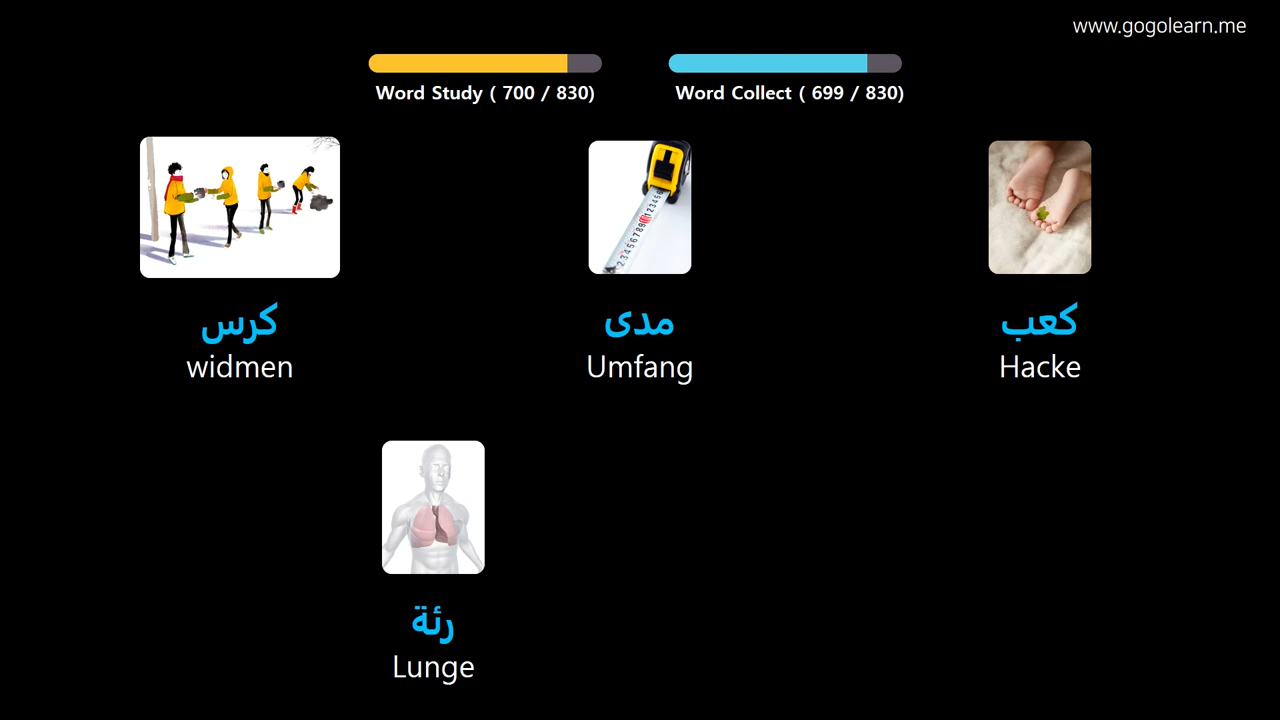 www.gogolearn.me
Word Study ( 700 / 830)
Word Collect ( 699 / 830)
كرس
widmen
مدى
Umfang
كعب
Hacke
رئة
Lunge